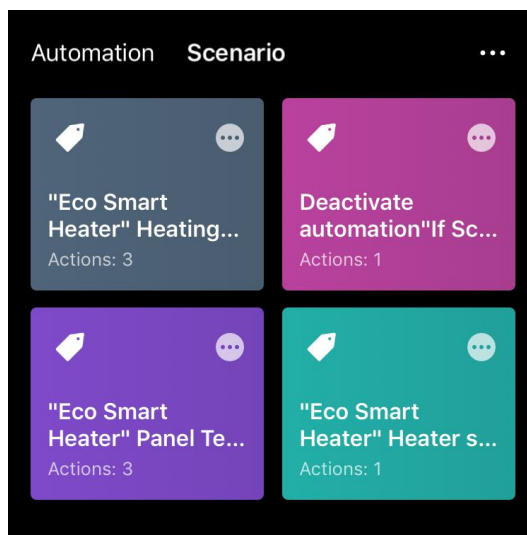 Automation Scenario
"Eco Smart
Heater" Heating...
Actions: 3
Deactivate
automation"If Sc...
Actions: 1
"Eco Smart
Heater" Panel Te...
Actions: 3
"Eco Smart
Heater" Heater s...
Actions: 1